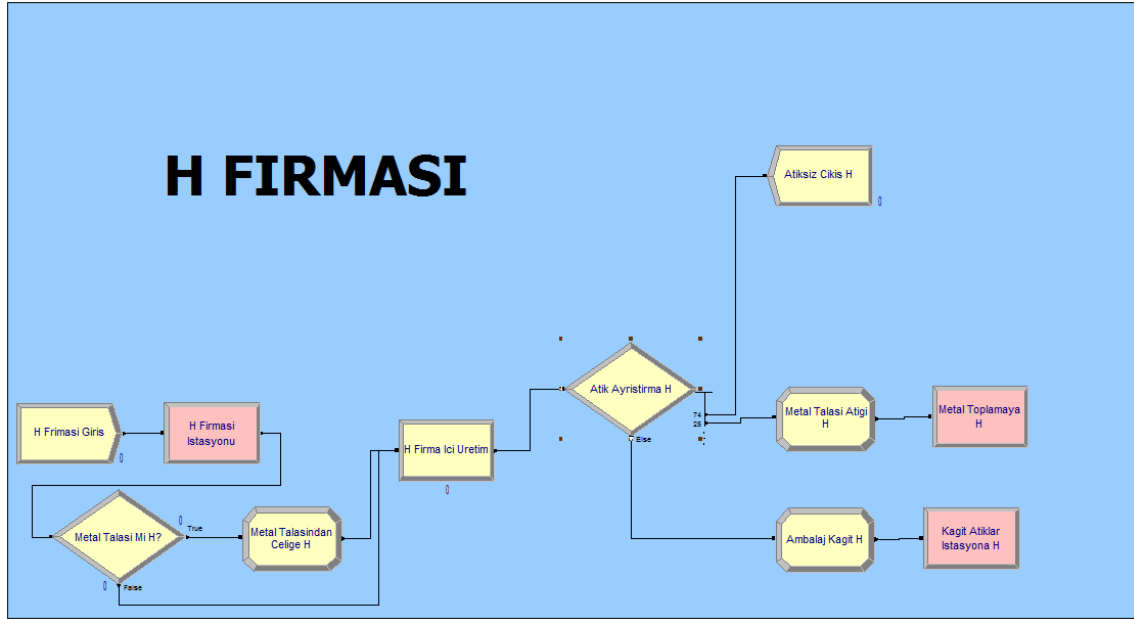 H FIRMASI
Atiksiz Cikis H
0
Atik Ayristirma H
74
25
Else
Metal Talasi Atigi
H
Metal Toplamaya
H
H Frimasi Giris
0
H Firmasi
Istasyonu
H Firma Ici Uretim
0
Metal Talasi Mi H?
0
True
0
False
Metal Talasindan
Celige H
Ambalaj Kagit H
Kagit Atiklar
Istasyona H